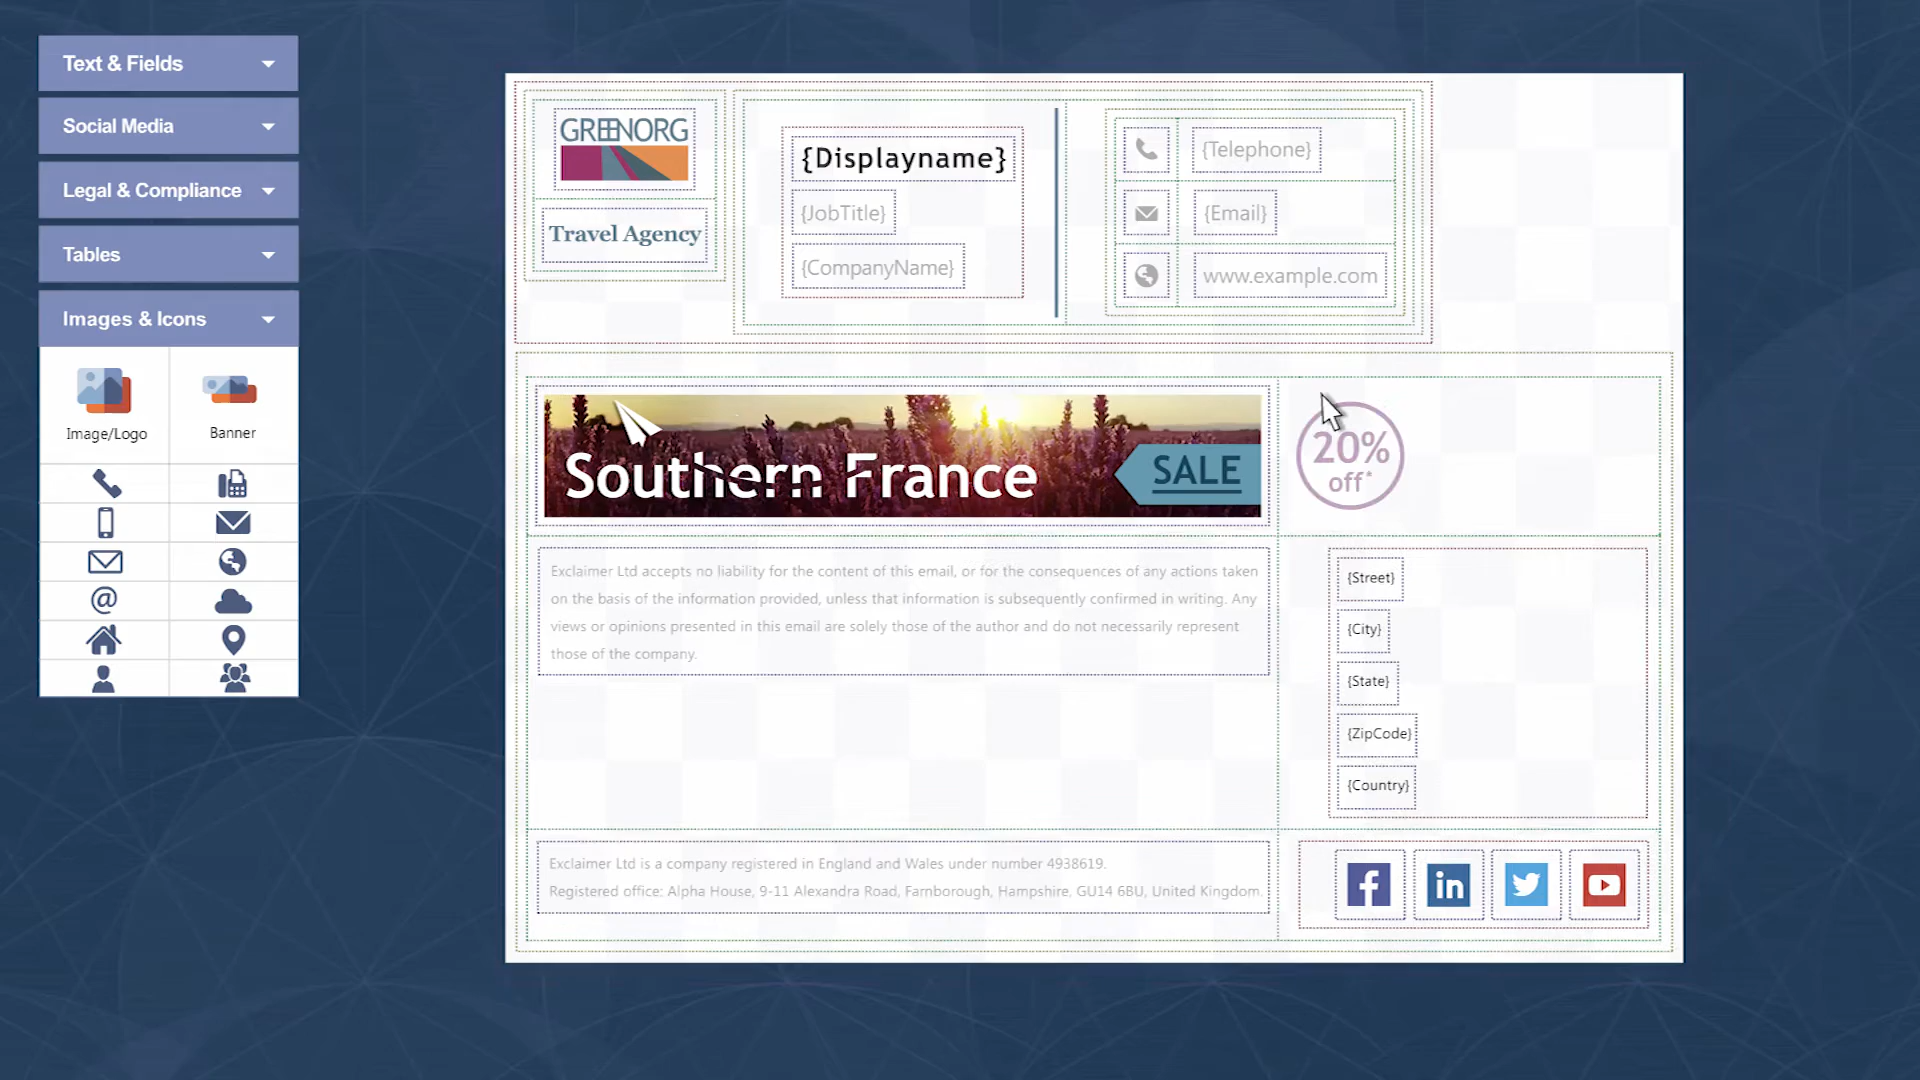 Text & Fields
Social Media
Legal & Compliance
Tables
Images & Icons
Image/Logo
Banner
@
GREENORG
Travel Agency
{Displayname}
{JobTitle}
{CompanyName}
{Telephone}
{Email}
www.example.com
Southern France
SALE
20%
off*
Exclaimer Ltd accepts no liability for the content of this email, or for the consequences of any actions taken
on the basis of the information provided, unless that information is subsequently confirmed in writing. Any
views or opinions presented in this email are solely those of the author and do not necessarily represent
those of the company.
{Street}
{City}
{State}
{ZipCode}
{Country}
Exclaimer Ltd is a company registered in England and Wales under number 4938619.
Registered office: Alpha House, 9-11 Alexandra Road, Farnborough, Hampshire, GU14 6BU, United Kingdom.
f
in